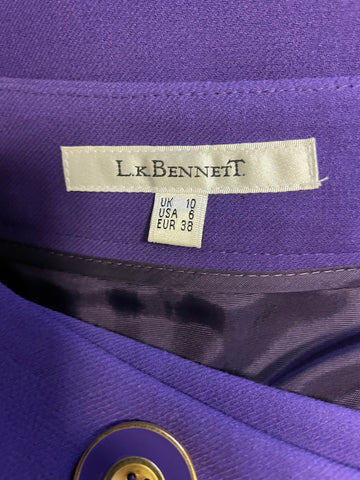 L.K.BENNETT.
UK 10
USA 6
EUR 38